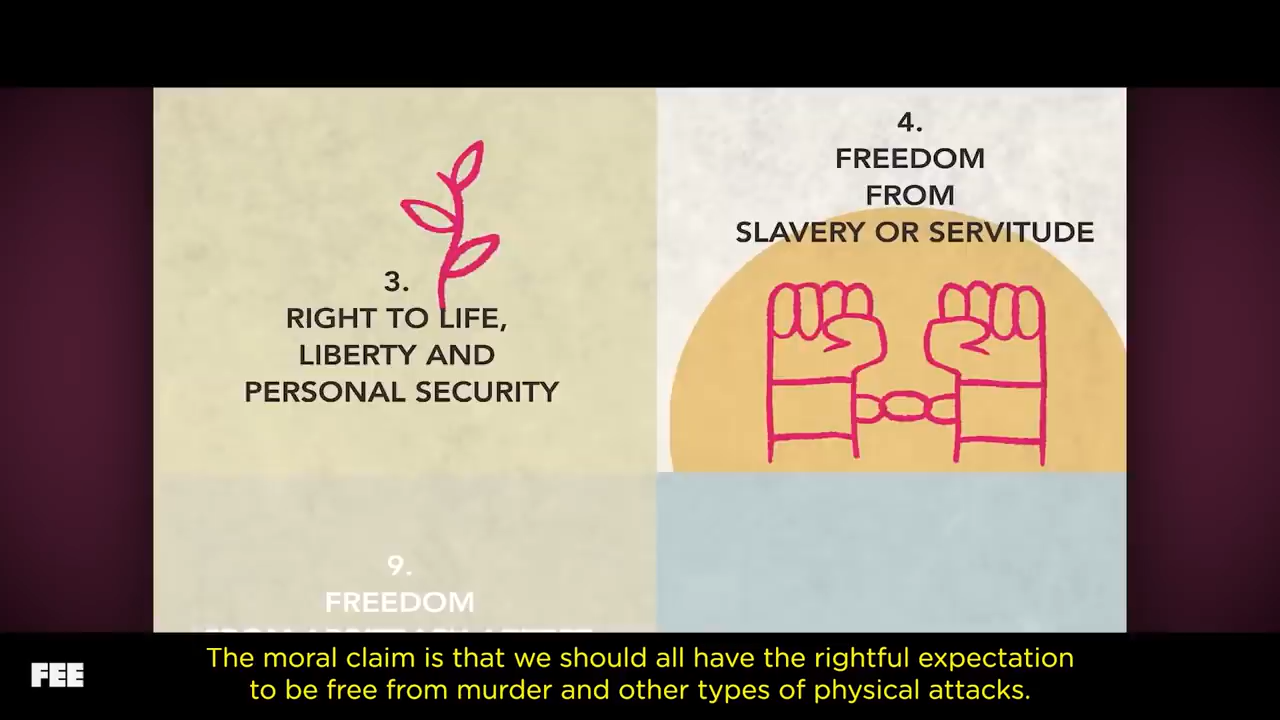 3.
RIGHT TO LIFE,
LIBERTY AND
PERSONAL SECURITY
4.
FREEDOM
FROM
SLAVERY OR SERVITUDE
9.
FREEDOM
The moral claim is that we should all have the rightful expectation
to be free from murder and other types of physical attacks.
FEE